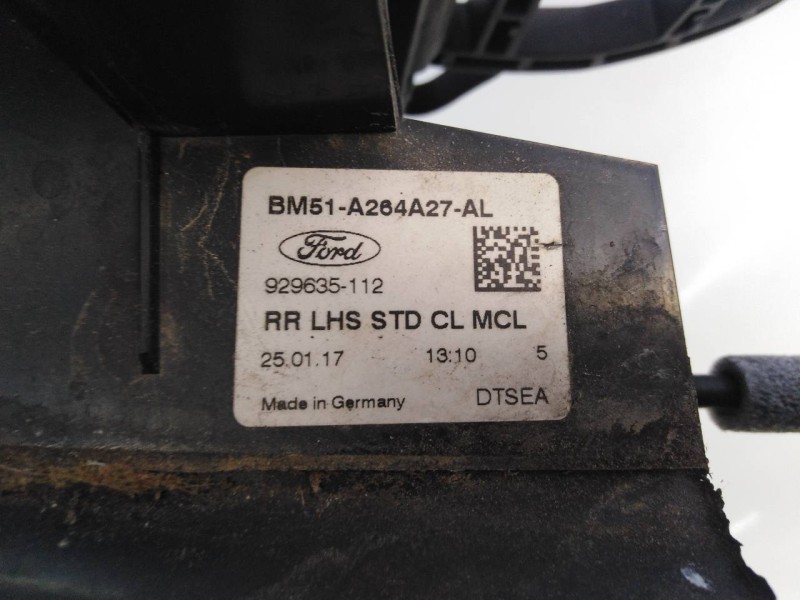 BM51-A264A27-AL
Ford
929635-112
RR LHS STD CL MCL
25.01.17 13:10 5
Made in Germany DTSEA